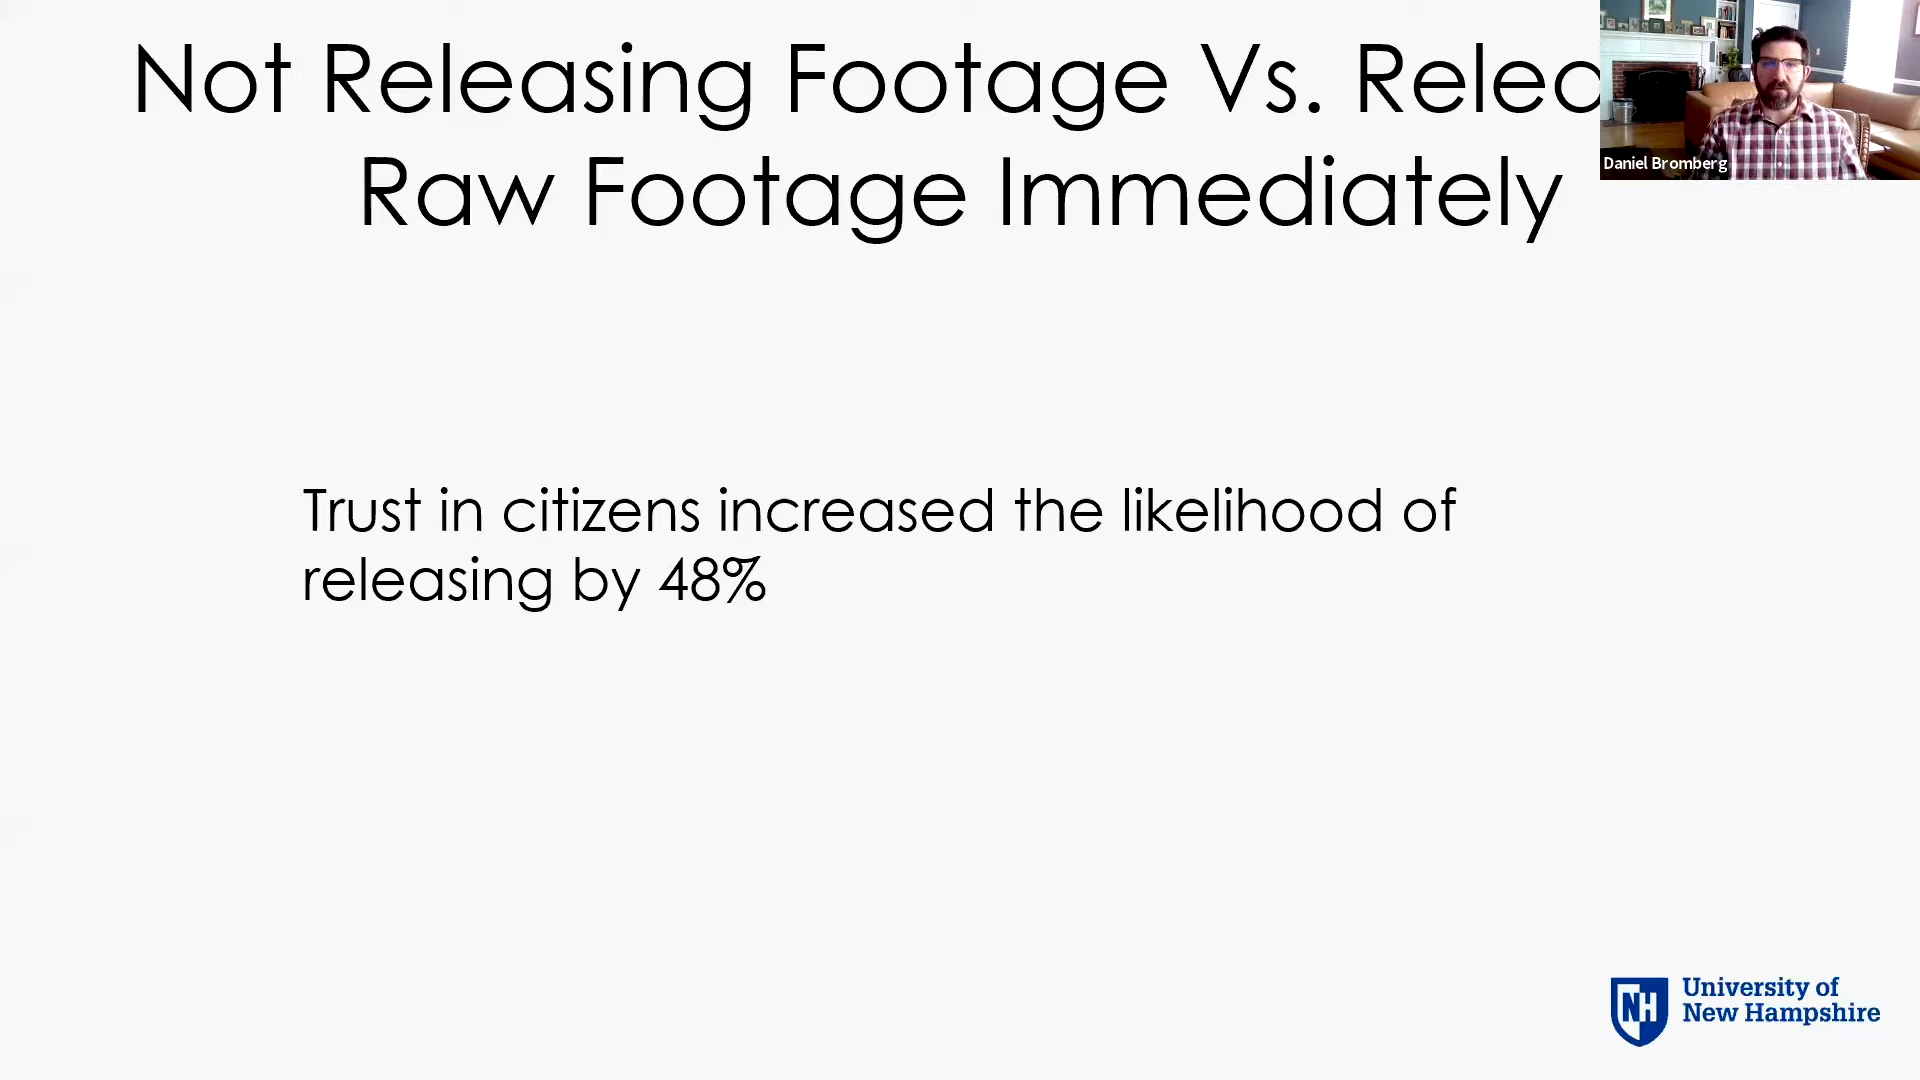 Not Releasing Footage Vs.
Raw Footage Immediately
Daniel Bromberg
Trust in citizens increased the likelihood of
releasing by 48%
NH
University of
New Hampshire